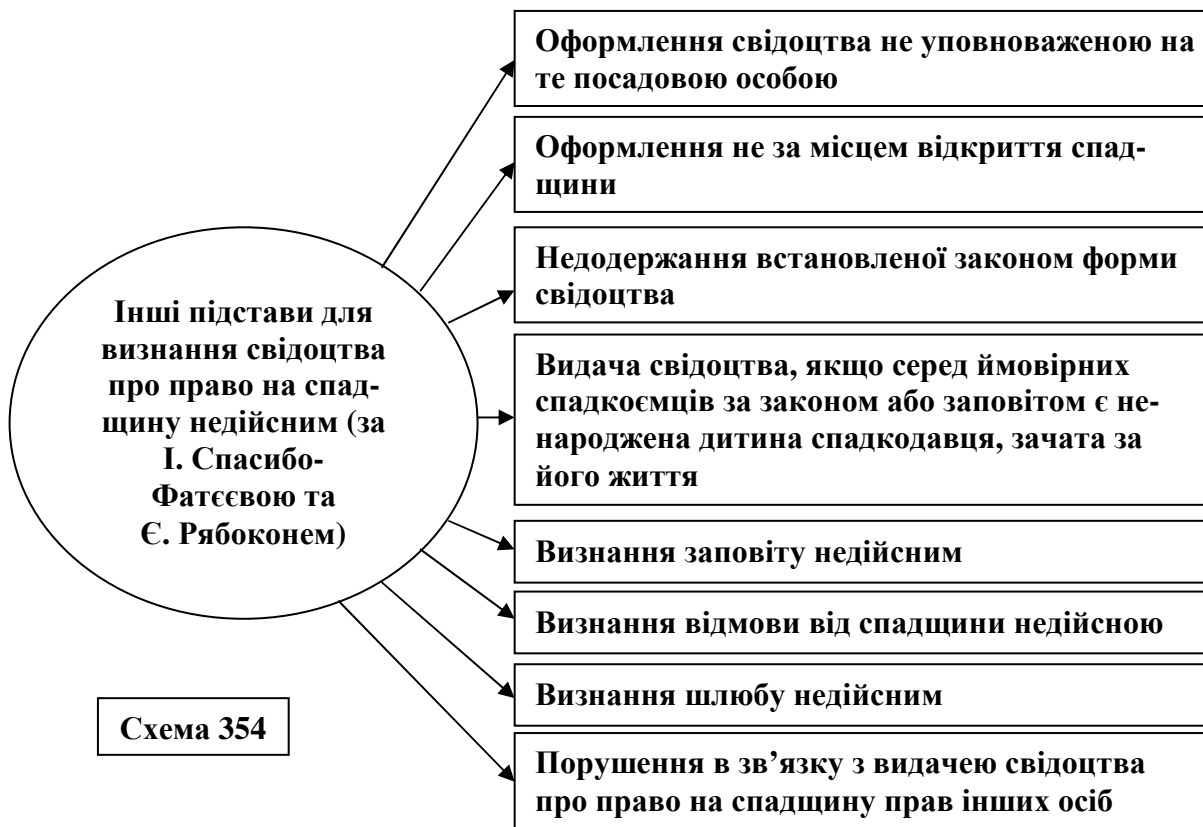 Оформлення свідоцтва не уповноваженою на
те посадовою особою
Оформлення не за місцем відкриття спад-
щини
Недодержання встановленої законом форми
свідоцтва
Інші підстави для
визнання свідоцтва
про право на спад-
щину недійсним (за
І. Спасибо-
Фатєєвою та
Є. Рябоконем)
Видача свідоцтва, якщо серед ймовірних
спадкоємців за законом або заповітом є не-
народжена дитина спадкодавця, зачата за
його життя
Визнання заповіту недійсним
Визнання відмови від спадщини недійсною
Визнання шлюбу недійсним
Порушення в зв’язку з видачею свідоцтва
про право на спадщину прав інших осіб
Схема 354